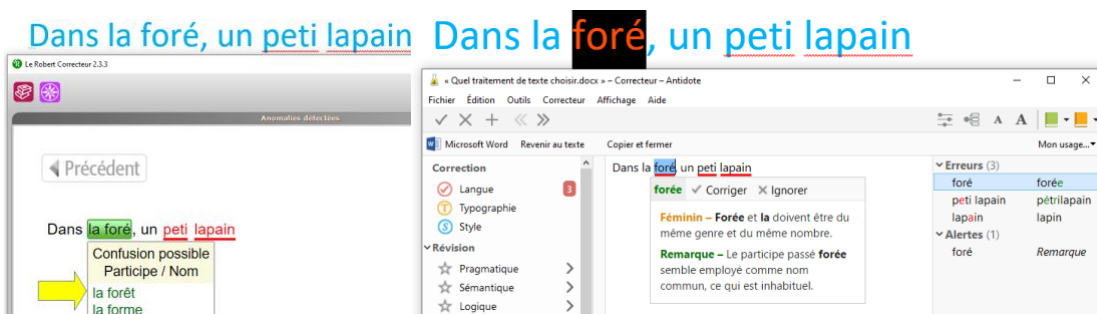 Dans la foré, un peti lapain
Le Robert Correcteur 2.3.3
Anomalies détectées
Précédent
Dans la foré, un peti lapain
Confusion possible
Participe / Nom
la forêt
la forme
Dans la foré, un peti lapain
« Quel traitement de texte choisir.docx » – Correcteur – Antidote
Fichier Édition Outils Correcteur Affichage Aide
A A
Microsoft Word Revenir au texte Copier et fermer Mon usage...
Correction
Langue 3
Typographie
Style
Révision
Pragmatique
Sémantique
Logique
Dans la foré, un peti lapain
forée Corriger Ignorer
Féminin – Forée et la doivent être du
même genre et du même nombre.
Remarque – Le participe passé forée
semble employé comme nom
commun, ce qui est inhabituel.
Erreurs (3)
foré forée
peti lapain pétrilapain
lapain lapin
Alertes (1)
foré Remarque